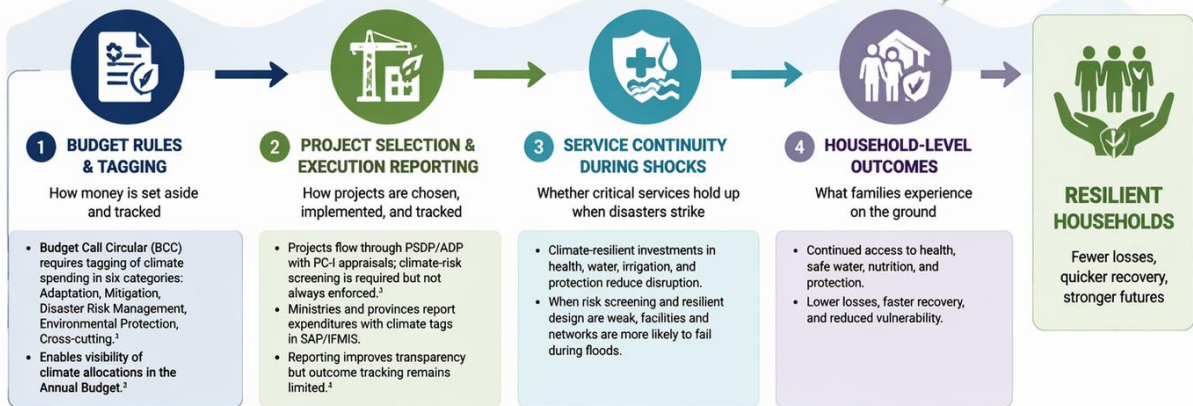 1 BUDGET RULES
& TAGGING
How money is set aside
and tracked
• Budget Call Circular (BCC)
requires tagging of climate
spending in six categories:
Adaptation, Mitigation,
Disaster Risk Management,
Environmental Protection,
Cross-cutting.¹
• Enables visibility of
climate allocations in the
Annual Budget.³
2 PROJECT SELECTION &
EXECUTION REPORTING
How projects are chosen,
implemented, and tracked
• Projects flow through PSDP/ADP
with PC-I appraisals; climate-risk
screening is required but not
always enforced.³
• Ministries and provinces report
expenditures with climate tags
in SAP/IFMIS.
• Reporting improves transparency
but outcome tracking remains
limited.⁴
3 SERVICE CONTINUITY
DURING SHOCKS
Whether critical services hold up
when disasters strike
• Climate-resilient investments in
health, water, irrigation, and
protection reduce disruption.
• When risk screening and resilient
design are weak, facilities and
networks are more likely to fail
during floods.
4 HOUSEHOLD-LEVEL
OUTCOMES
What families experience
on the ground
• Continued access to health,
safe water, nutrition, and
protection.
• Lower losses, faster recovery,
and reduced vulnerability.
RESILIENT
HOUSEHOLDS
Fewer losses,
quicker recovery,
stronger futures